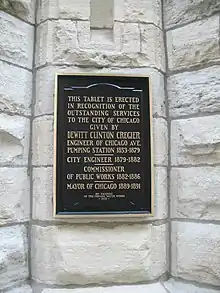 THIS TABLET IS ERECTED
IN RECOGNITION OF THE
OUTSTANDING SERVICES
TO THE CITY OF CHICAGO
GIVEN BY
DEWITT CLINTON CREGIER
ENGINEER OF CHICAGO AVE.
PUMPING STATION 1853-1879
CITY ENGINEER 1879-1882
COMMISSIONER
OF PUBLIC WORKS 1882-1886
MAYOR OF CHICAGO 1889-1891